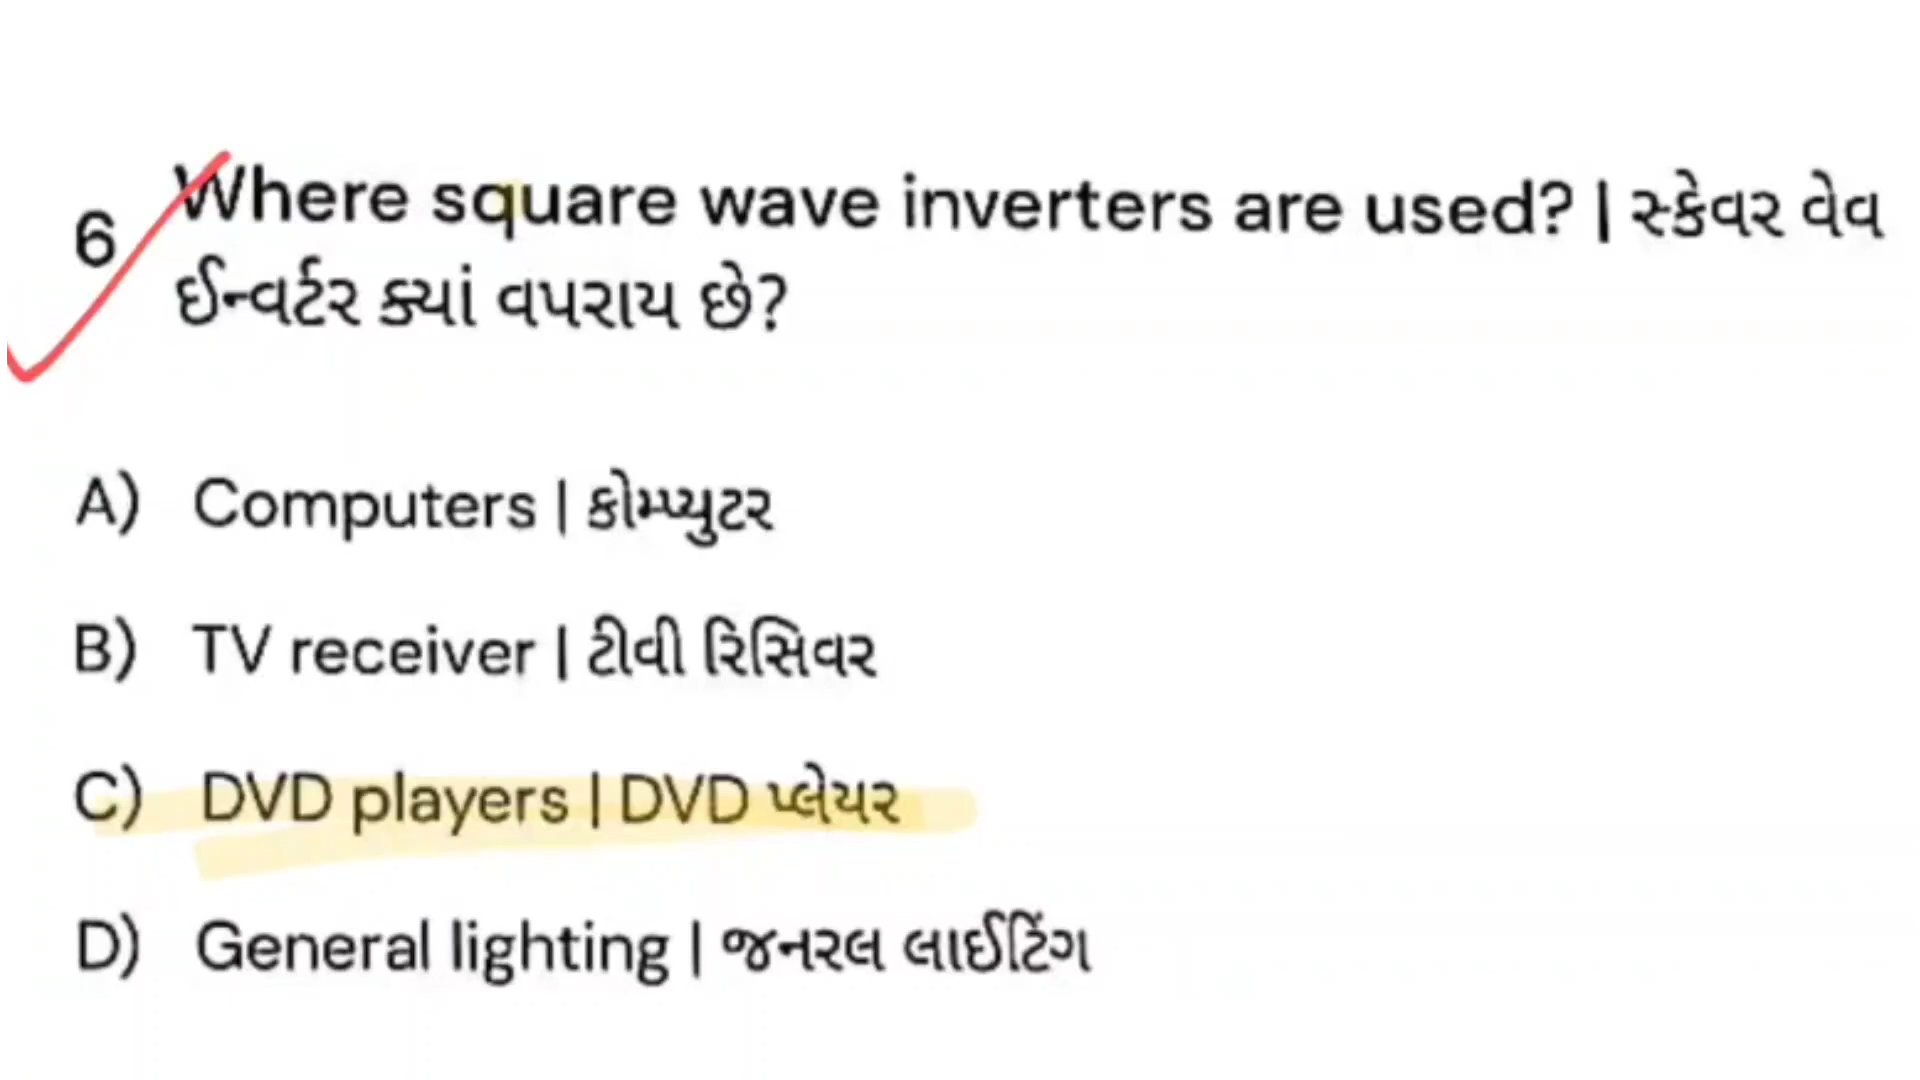 6 Where square wave inverters are used? | સ્કેવર વેવ
ઈન્વર્ટર ક્યાં વપરાય છે?
A) Computers | કોમ્પ્યુટર
B) TV receiver | ટીવી રિસિવર
C) DVD players | DVD પ્લેયર
D) General lighting | જનરલ લાઈટિંગ